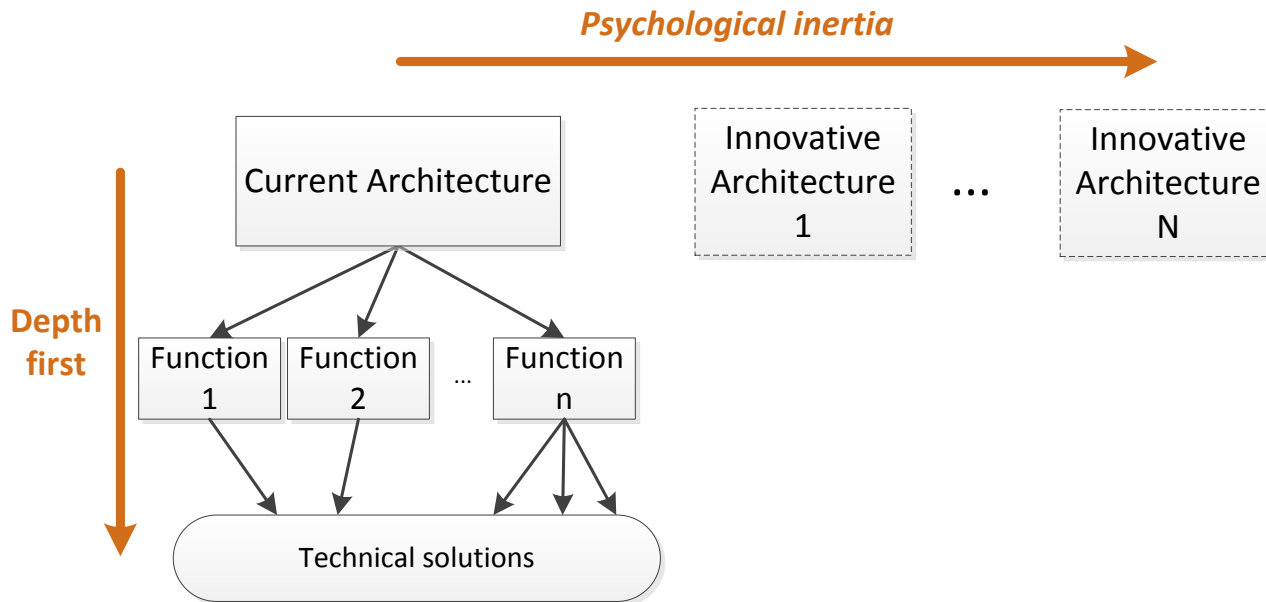 Psychological inertia
Current Architecture
Innovative
Architecture
1
...
Innovative
Architecture
N
Depth
first
Function
1
Function
2
...
Function
n
Technical solutions